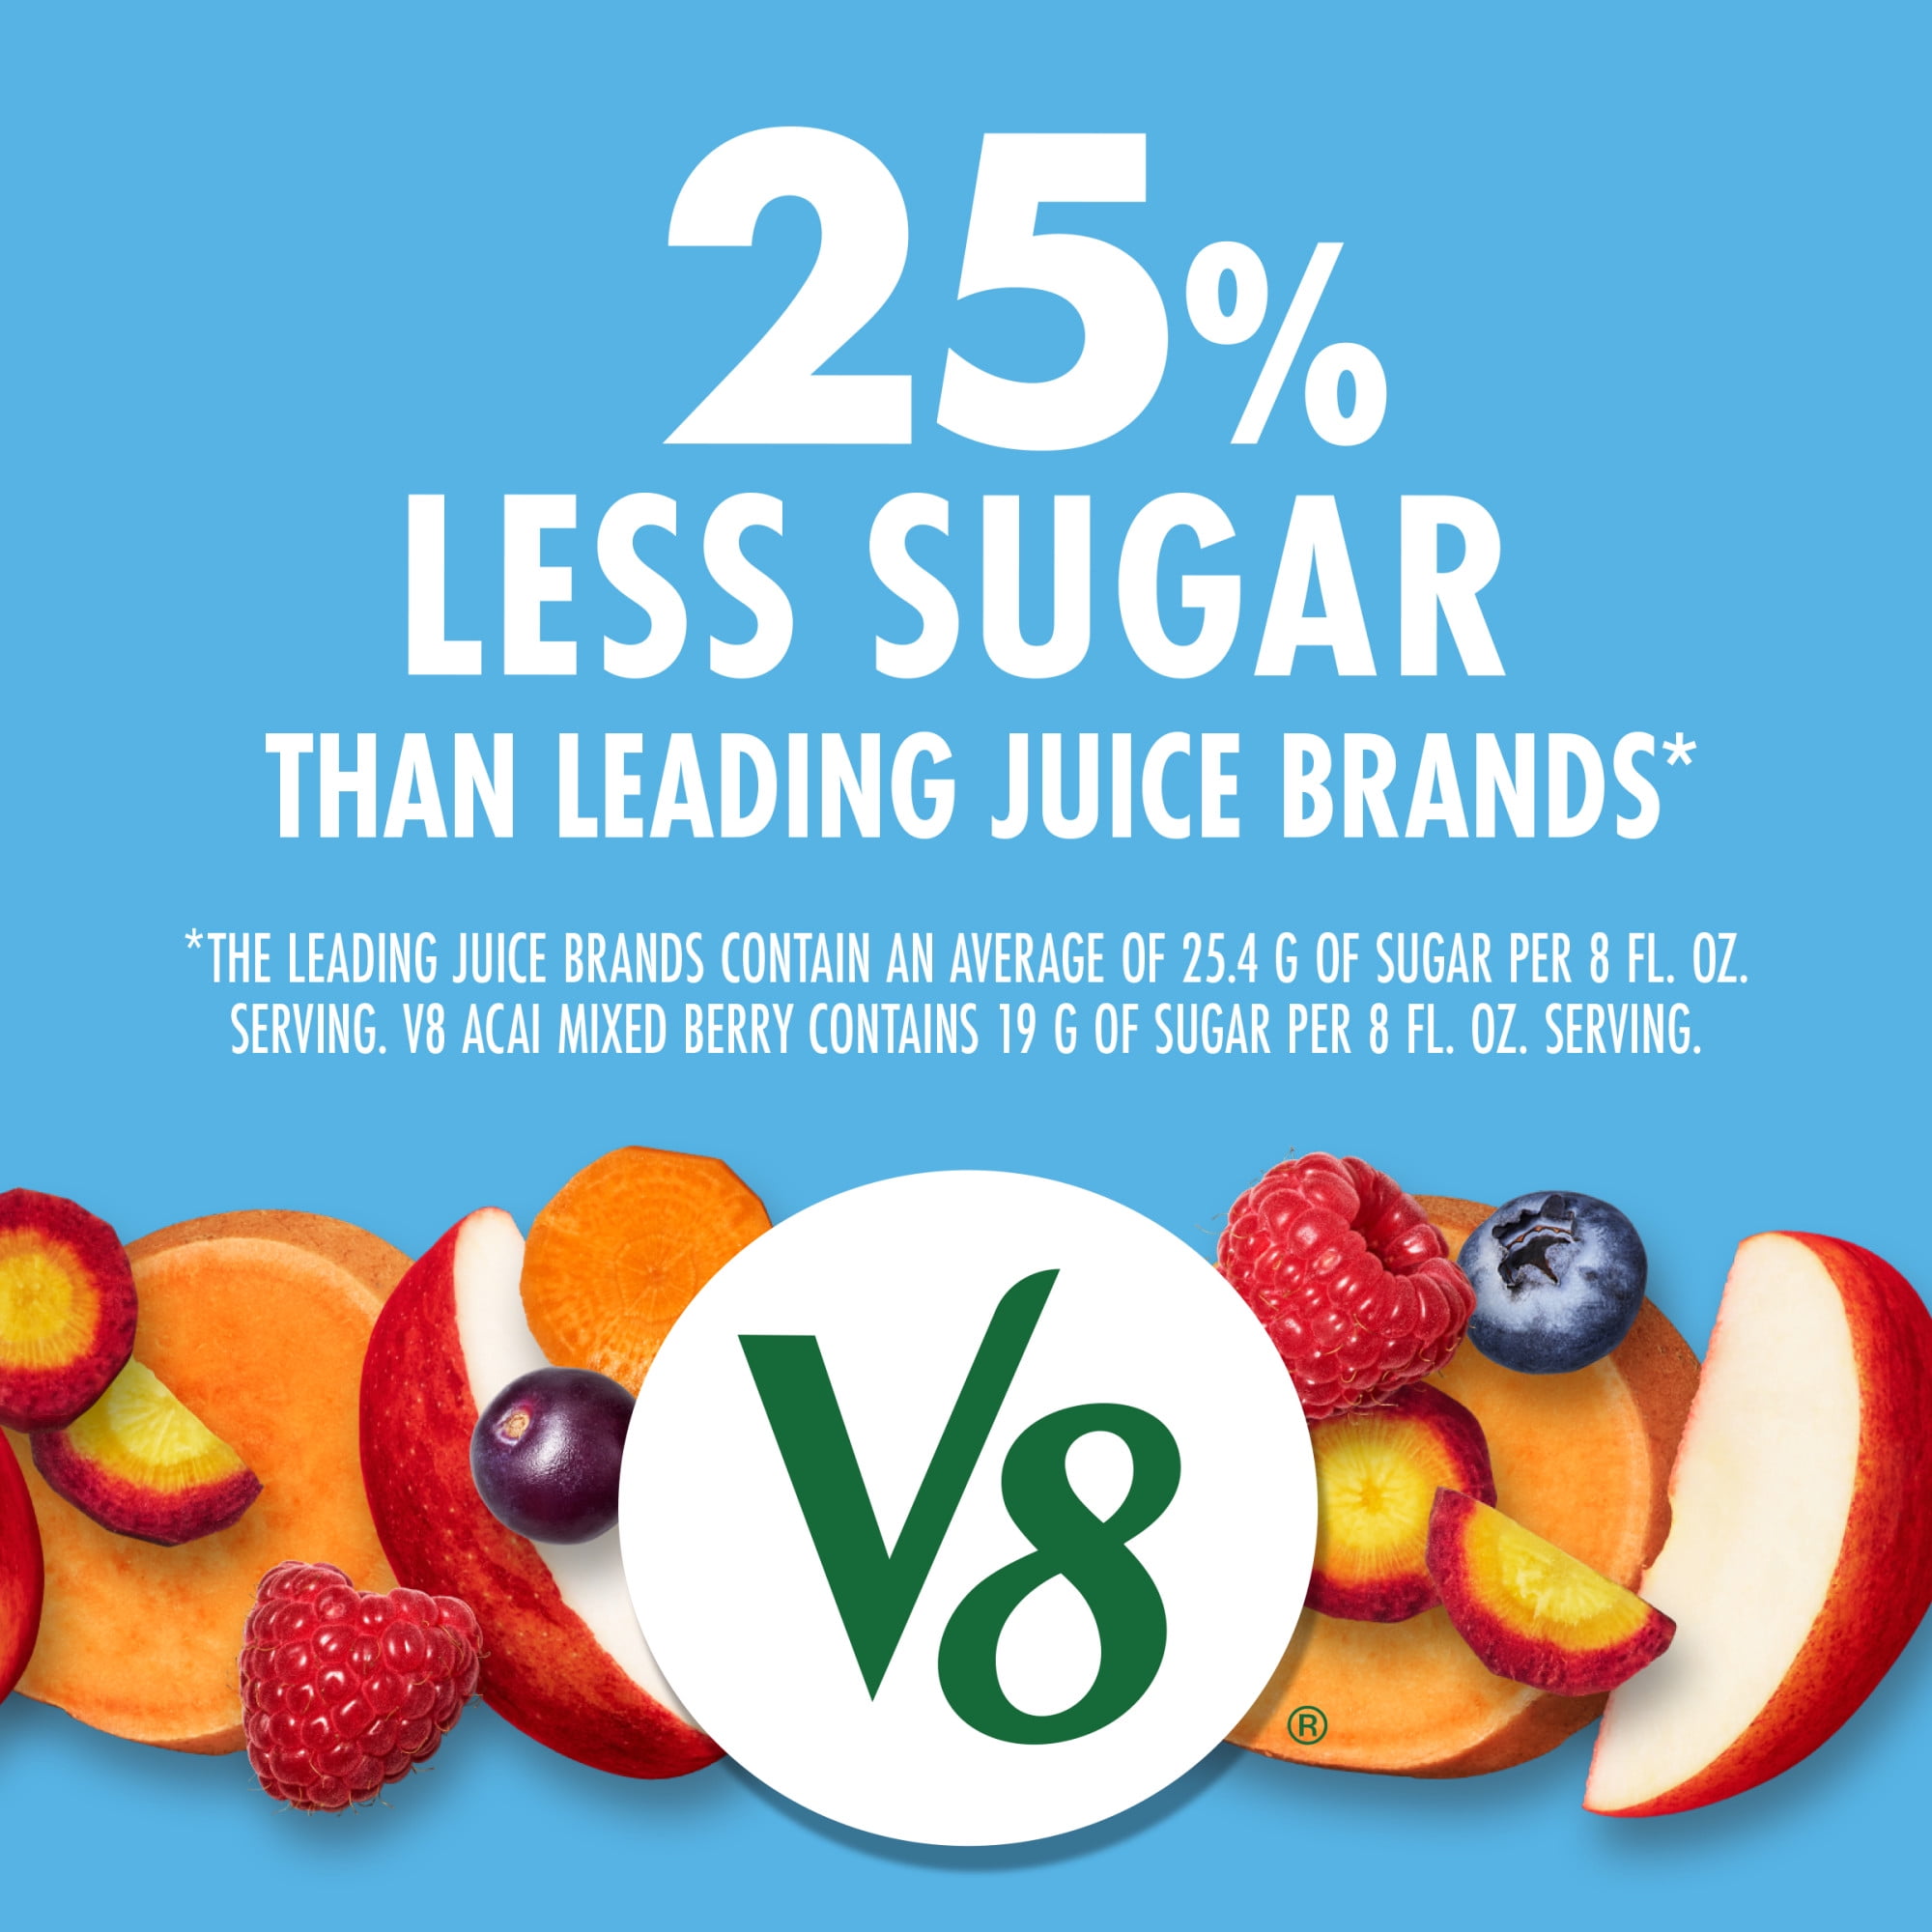 25%
LESS SUGAR
THAN LEADING JUICE BRANDS*
*THE LEADING JUICE BRANDS CONTAIN AN AVERAGE OF 25.4 G OF SUGAR PER 8 FL. OZ.
SERVING. V8 ACAI MIXED BERRY CONTAINS 19 G OF SUGAR PER 8 FL. OZ. SERVING.
V8
®